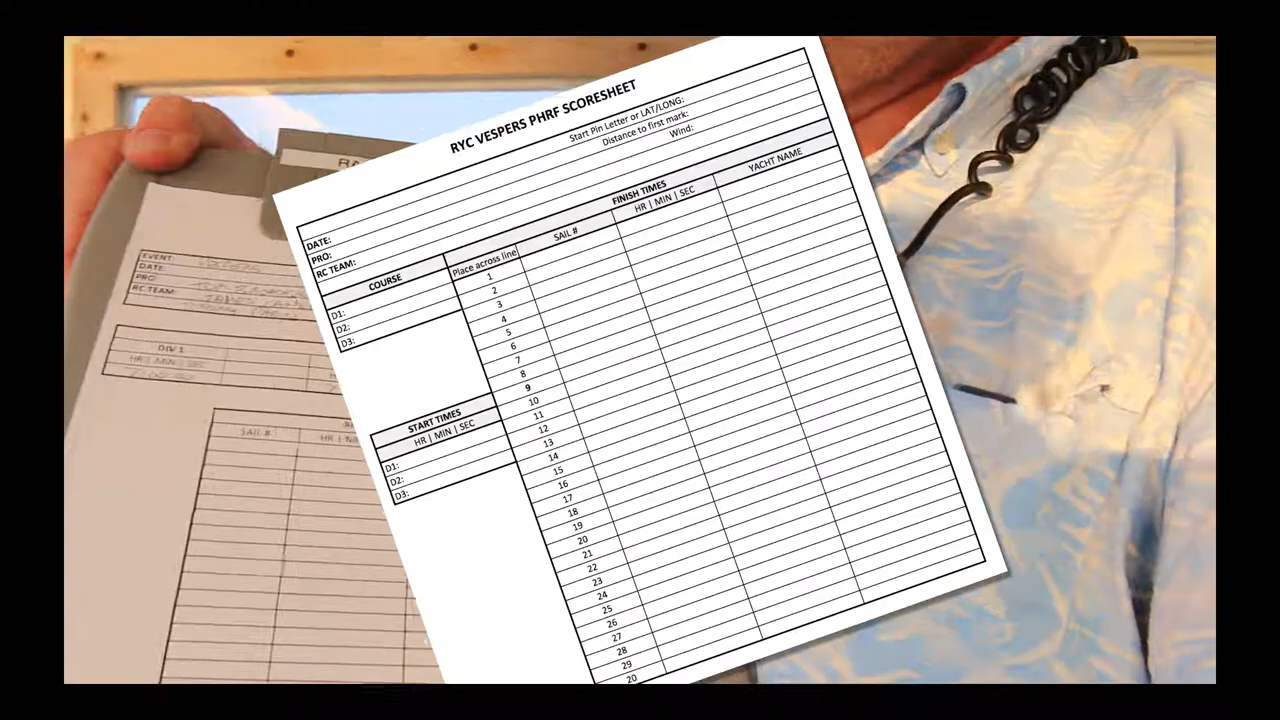 RYC VESPERS PHRF SCORESHEET
Start Pin Letter or LAT/LONG:
Distance to first mark:
Wind:
DATE:
PRO:
RC TEAM:
COURSE
D1:
D2:
D3:
START TIMES
HR | MIN | SEC
D1:
D2:
D3:
FINISH TIMES
Place across line
SAIL #
HR | MIN | SEC
YACHT NAME
1
2
3
4
5
6
7
8
9
10
11
12
13
14
15
16
17
18
19
20
21
22
23
24
25
26
27
28
29
20
EVENT:
DATE:
PRO:
RC TEAM:
DIV 1
HR | MIN | SEC
SAIL #